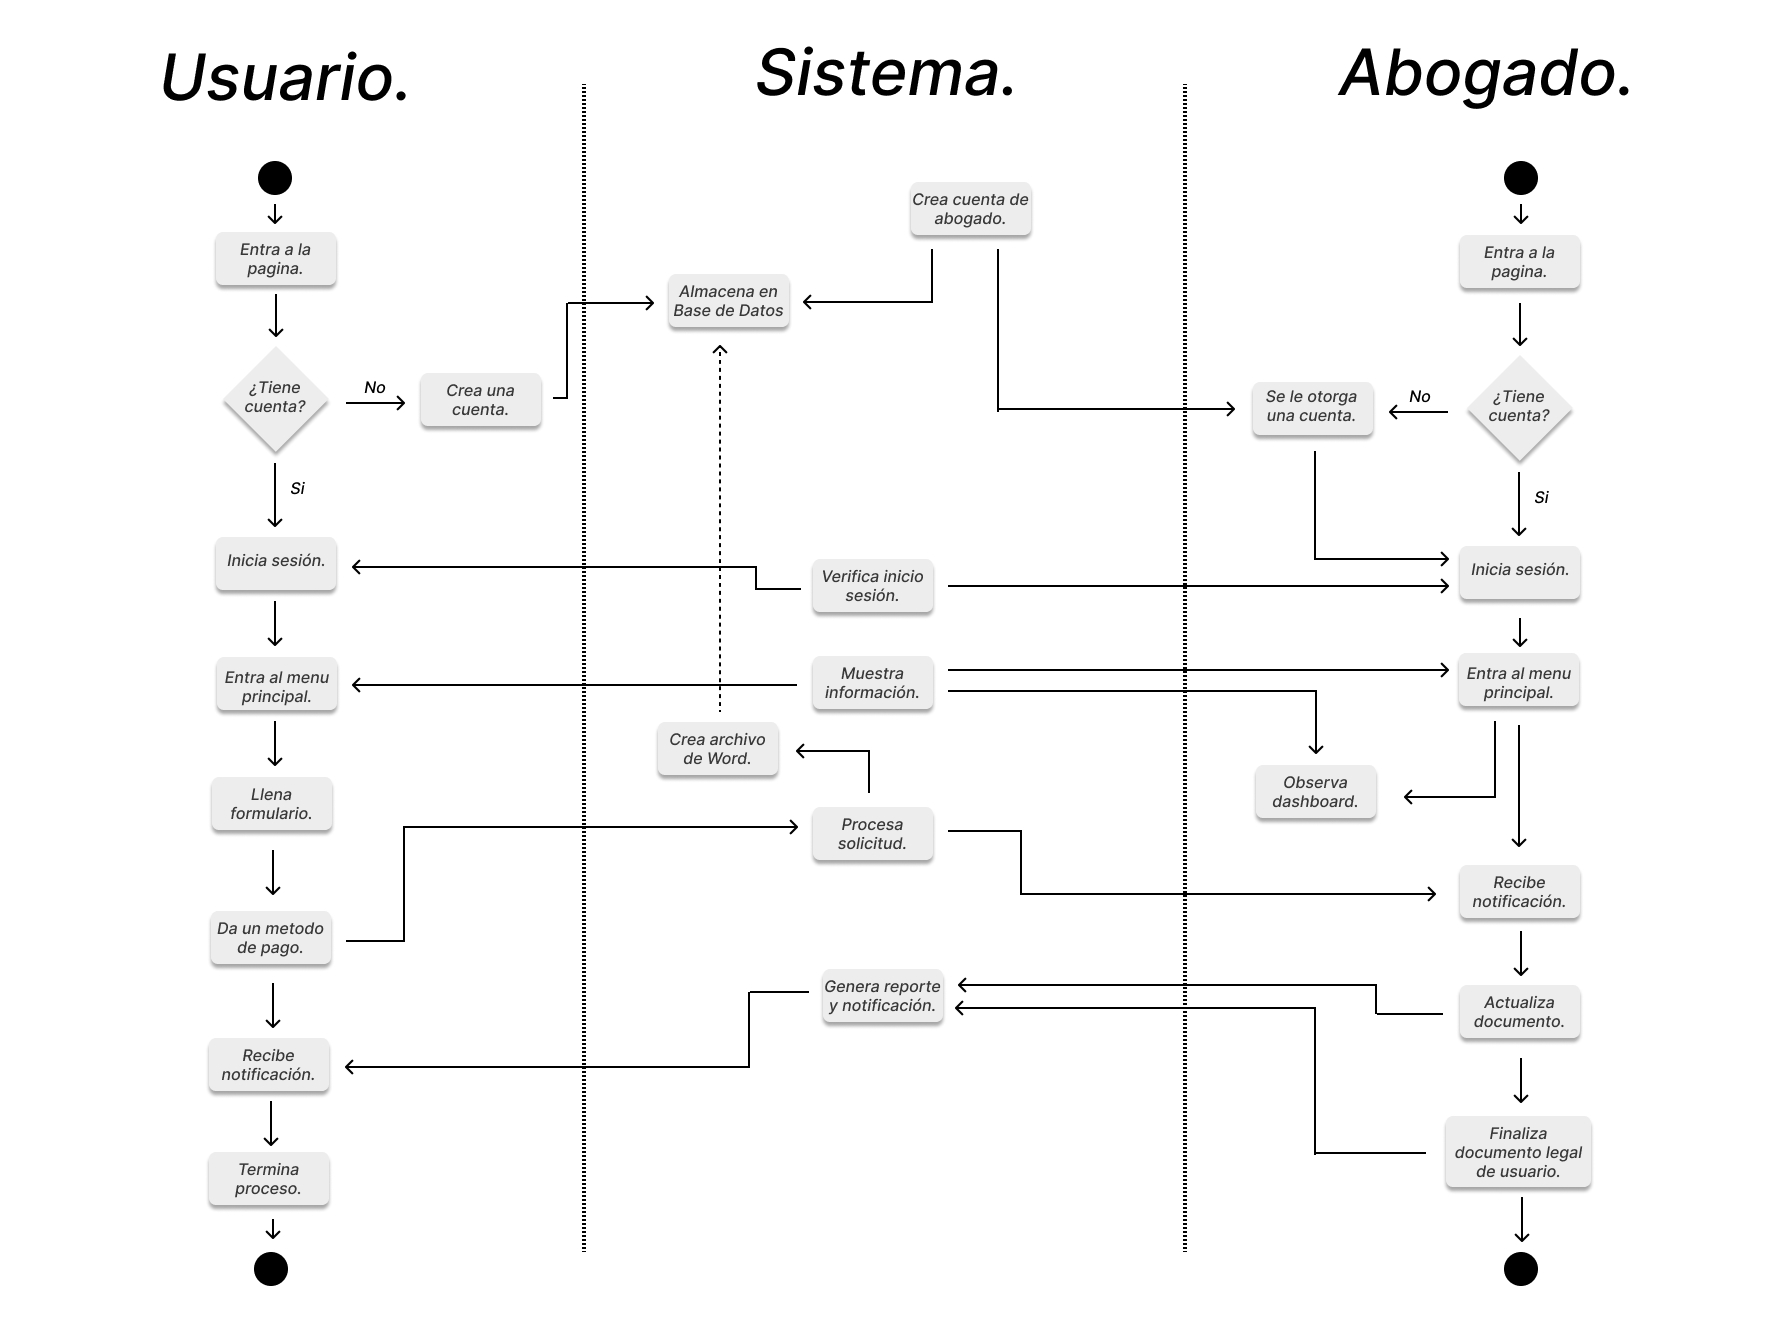 Usuario.
Sistema.
Abogado.
Entra a la
pagina.
¿Tiene
cuenta?
No
Crea una
cuenta.
Si
Inicia sesión.
Entra al menu
principal.
Llena
formulario.
Da un metodo
de pago.
Recibe
notificación.
Termina
proceso.
Crea cuenta de
abogado.
Almacena en
Base de Datos
Verifica inicio
sesión.
Muestra
información.
Crea archivo
de Word.
Procesa
solicitud.
Genera reporte
y notificación.
Entra a la
pagina.
¿Tiene
cuenta?
No
Se le otorga
una cuenta.
Si
Inicia sesión.
Entra al menu
principal.
Observa
dashboard.
Recibe
notificación.
Actualiza
documento.
Finaliza
documento legal
de usuario.